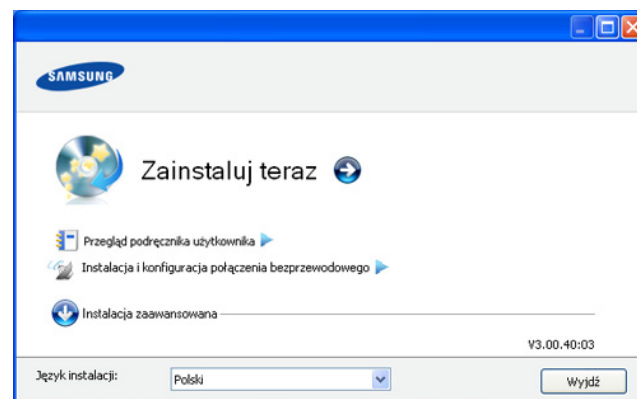 SAMSUNG
Zainstaluj teraz
Przegląd podręcznika użytkownika
Instalacja i konfiguracja połączenia bezprzewodowego
Instalacja zaawansowana
V3.00.40:03
Język instalacji:
Polski
Wyjdź